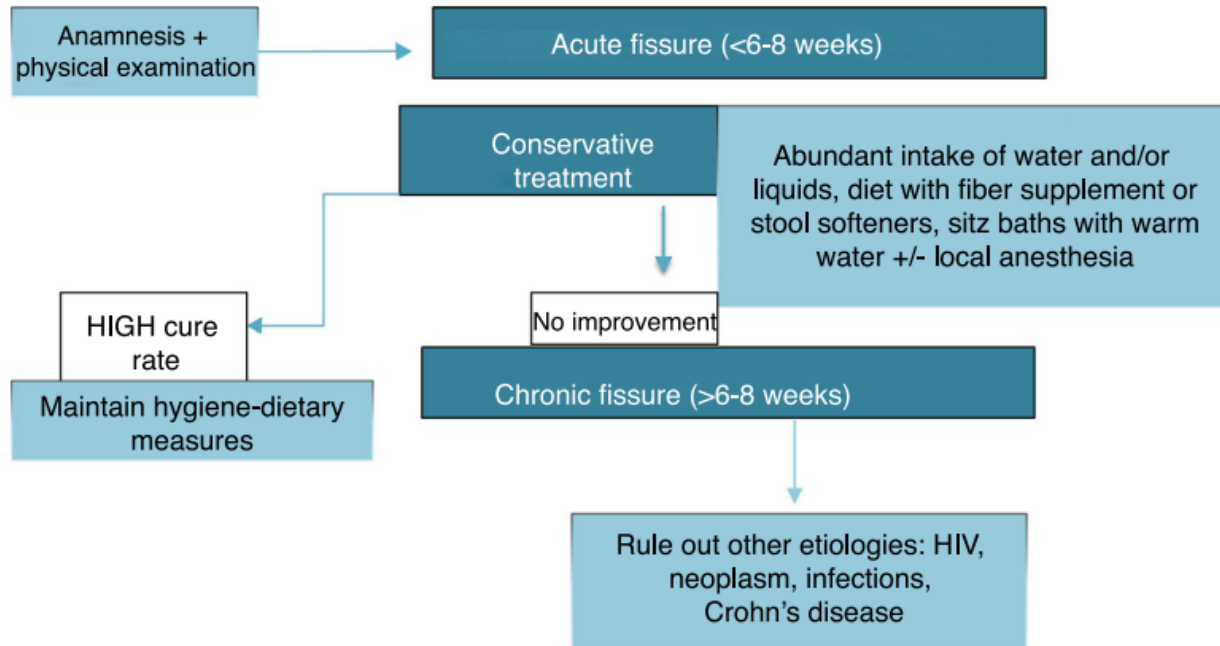 Anamnesis +
physical examination
Acute fissure (<6-8 weeks)
Conservative
treatment
Abundant intake of water and/or
liquids, diet with fiber supplement or
stool softeners, sitz baths with warm
water +/- local anesthesia
HIGH cure
rate
No improvement
Maintain hygiene-dietary
measures
Chronic fissure (>6-8 weeks)
Rule out other etiologies: HIV,
neoplasm, infections,
Crohn’s disease